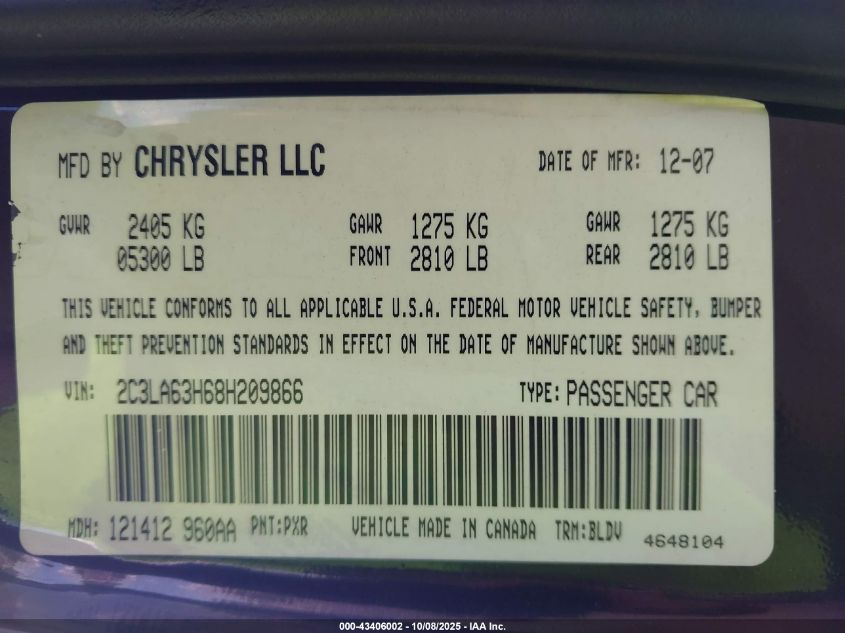 MFD BY CHRYSLER LLC DATE OF MFR: 12-07
GVWR 2405 KG GAWR 1275 KG GAWR 1275 KG
05300 LB FRONT 2810 LB REAR 2810 LB
THIS VEHICLE CONFORMS TO ALL APPLICABLE U.S.A. FEDERAL MOTOR VEHICLE SAFETY, BUMPER
AND THEFT PREVENTION STANDARDS IN EFFECT ON THE DATE OF MANUFACTURE SHOWN ABOVE.
VIN: 2C3LA63H68H209866 TYPE: PASSENGER CAR
MDH: 121412 960AA PNT:PXR VEHICLE MADE IN CANADA TRM:BLDV 4648104
000-43406002 - 10/08/2025 - IAA Inc.